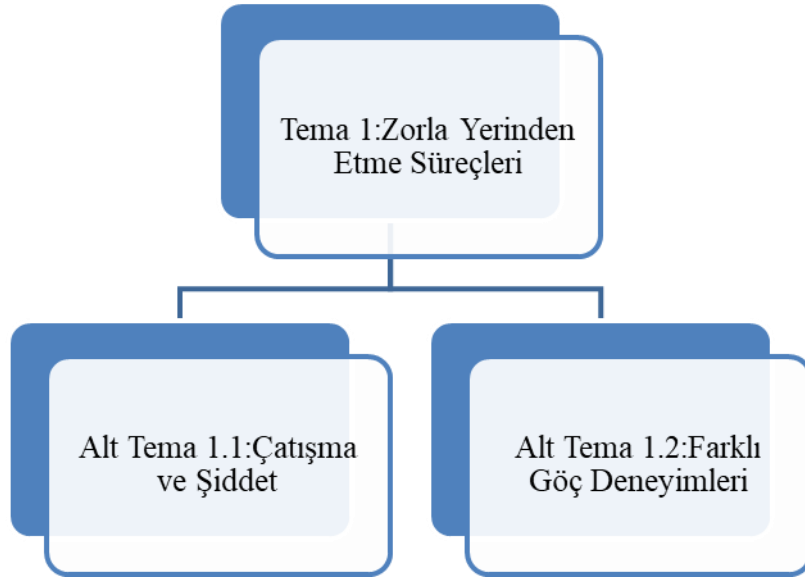 Tema 1:Zorla Yerinden
Etme Süreçleri
Alt Tema 1.1:Çatışma
ve Şiddet
Alt Tema 1.2:Farklı
Göç Deneyimleri